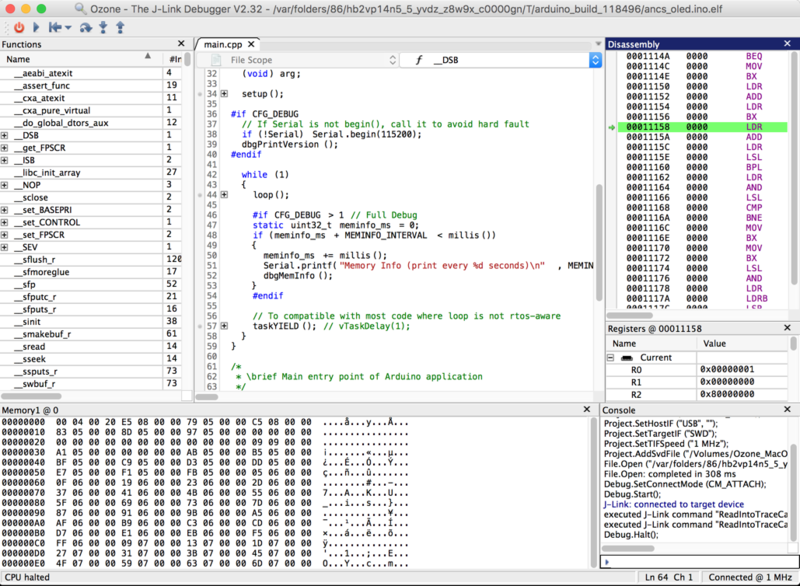 Ozone - The J-Link Debugger V2.32 - /var/folders/86/hb2vp14n5_5_yvdz_z8w9x_c0000gn/T/arduino_build_118496/ancs_oled.ino.elf
Functions
Name #In
__aeabi_atexit 4
__assert_func 19
__cxa_atexit 11
__cxa_pure_virtual 1
__do_global_dtors_aux 12
__DSB 1
__get_FPSCR 1
__ISB 2
__libc_init_array 27
__NOP 3
__sclose 2
__set_BASEPRI 2
__set_CONTROL 1
__set_FPSCR 2
__SEV 1
__sflush_r 120
__sfmoreglue 17
__sfp 52
__sfputc_r 21
__sfputs_r 16
__sinit 38
__smakebuf_r 61
__sread 14
__sseek 14
__ssputs_r 73
__swbuf_r 73
main.cpp
File Scope f __DSB
32 (void) arg;
33
34 setup();
35
36 #if CFG_DEBUG
37 // If Serial is not begin(), call it to avoid hard fault
38 if (!Serial) Serial.begin(115200);
39 dbgPrintVersion ();
40 #endif
41
42 while (1)
43 {
44 loop();
45
46 #if CFG_DEBUG > 1 // Full Debug
47 static uint32_t meminfo_ms = 0;
48 if (meminfo_ms + MEMINFO_INTERVAL < millis())
49 {
50 meminfo_ms += millis();
51 Serial.printf("Memory Info (print every %d seconds)\n" , MEMIN
52 dbgMemInfo ();
53 }
54 #endif
55
56 // To compatible with most code where loop is not rtos-aware
57 taskYIELD (); // vTaskDelay(1);
58 }
59 }
60
61 /*
62 * \brief Main entry point of Arduino application
63 */
Disassembly
0001114A 0000 BEQ
0001114C 0000 MOV
0001114E 0000 BX
00011150 0000 LDR
00011152 0000 ADD
00011154 0000 LDR
00011156 0000 BX
00011158 0000 LDR
0001115A 0000 ADD
0001115C 0000 LDR
0001115E 0000 LSL
00011160 0000 BPL
00011162 0000 LDR
00011164 0000 AND
00011166 0000 LSL
00011168 0000 CMP
0001116A 0000 BNE
0001116C 0000 MOV
0001116E 0000 BX
00011170 0000 MOV
00011172 0000 BX
00011174 0000 LSL
00011176 0000 AND
00011178 0000 LDR
0001117A 0000 LDRB
Registers @ 00011158
Name Value
Current
R0 0x00000001
R1 0x00000000
R2 0x80000000
Memory1 @ 0
00000000 00 04 00 20 E5 08 00 00 79 05 00 00 C5 08 00 00
00000010 83 05 00 00 8D 05 00 00 97 05 00 00 00 00 00 00
00000020 00 00 00 00 00 00 00 00 00 00 00 00 09 09 00 00
00000030 A1 05 00 00 00 00 00 00 AB 05 00 00 B5 05 00 00
00000040 BF 05 00 00 C9 05 00 00 D3 05 00 00 DD 05 00 00
00000050 E7 05 00 00 F1 05 00 00 FB 05 00 00 05 06 00 00
00000060 0F 06 00 00 19 06 00 00 23 06 00 00 2D 06 00 00
00000070 37 06 00 00 41 06 00 00 4B 06 00 00 55 06 00 00
00000080 5F 06 00 00 69 06 00 00 73 06 00 00 7D 06 00 00
00000090 87 06 00 00 91 06 00 00 9B 06 00 00 A5 06 00 00
000000A0 AF 06 00 00 B9 06 00 00 C3 06 00 00 CD 06 00 00
000000B0 D7 06 00 00 E1 06 00 00 EB 06 00 00 F5 06 00 00
000000C0 FF 06 00 00 09 07 00 00 13 07 00 00 1D 07 00 00
000000D0 27 07 00 00 31 07 00 00 3B 07 00 00 45 07 00 00
000000E0 4F 07 00 00 59 07 00 00 63 07 00 00 6D 07 00 00
Console
Project.SetHostIF ("USB", "");
Project.SetTargetIF ("SWD");
Project.SetTIFSpeed ("1 MHz");
Project.AddSvdFile ("/Volumes/Ozone_MacO
File.Open ("/var/folders/86/hb2vp14n5_5_y
File.Open: completed in 308 ms
Debug.SetConnectMode (CM_ATTACH);
Debug.Start();
J-Link: connected to target device
executed J-Link command "ReadIntoTraceCa
executed J-Link command "ReadIntoTraceCa
Debug.Halt();
CPU halted
Ln 64 Ch 1 Connected @ 1 MHz